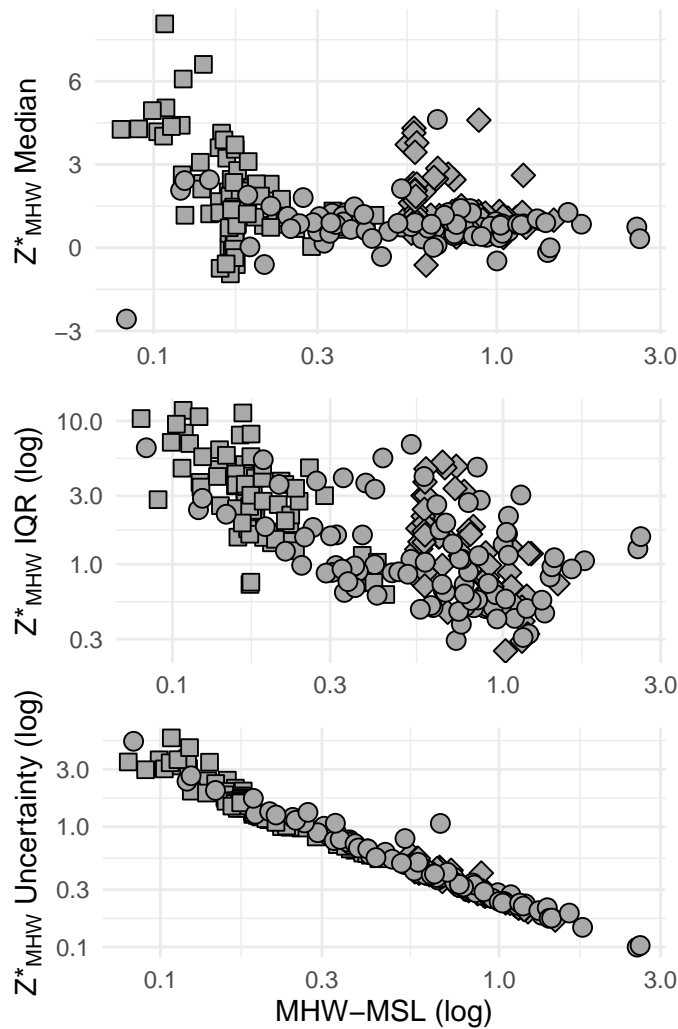 Z*MHW Median
6
3
0
−3
0.1 0.3 1.0 3.0
Z*MHW IQR (log)
10.0
3.0
1.0
0.3
0.1 0.3 1.0 3.0
Z*MHW Uncertainty (log)
3.0
1.0
0.3
0.1
0.1 0.3 1.0 3.0
MHW−MSL (log)